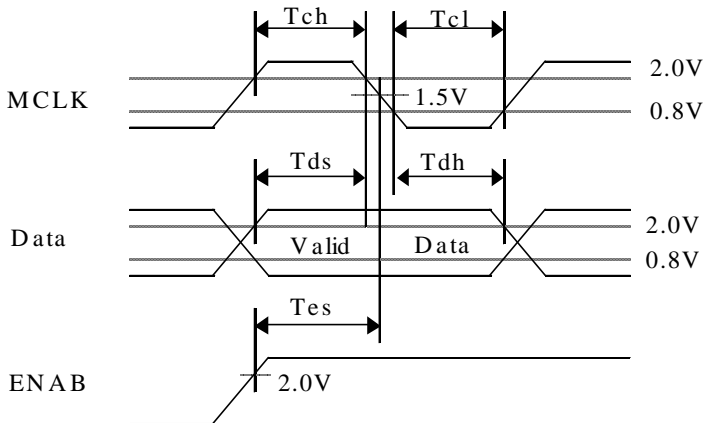 Tch Tcl
2.0V
MCLK 1.5V
0.8V
Tds Tdh
2.0V
Data Valid Data
0.8V
Tes
ENAB 2.0V